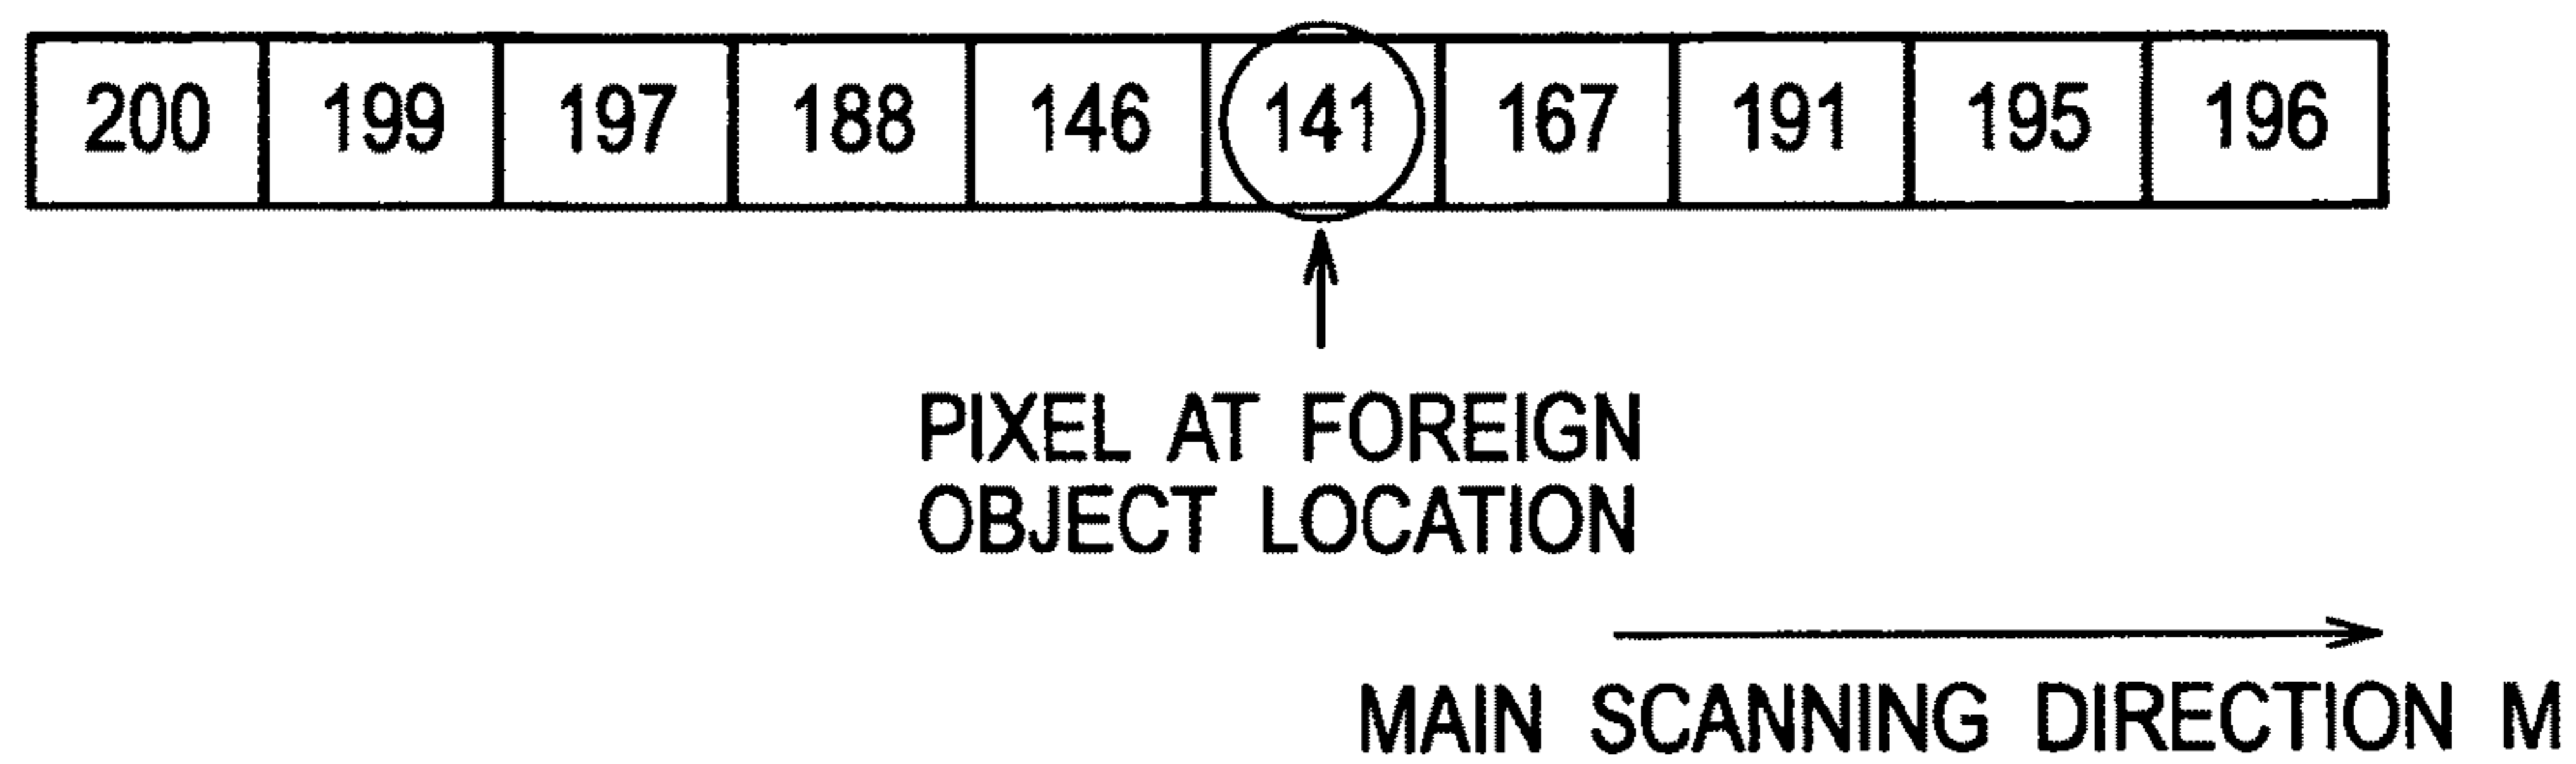 200 199 197 188 146 141 167 191 195 196
PIXEL AT FOREIGN
OBJECT LOCATION
MAIN SCANNING DIRECTION M